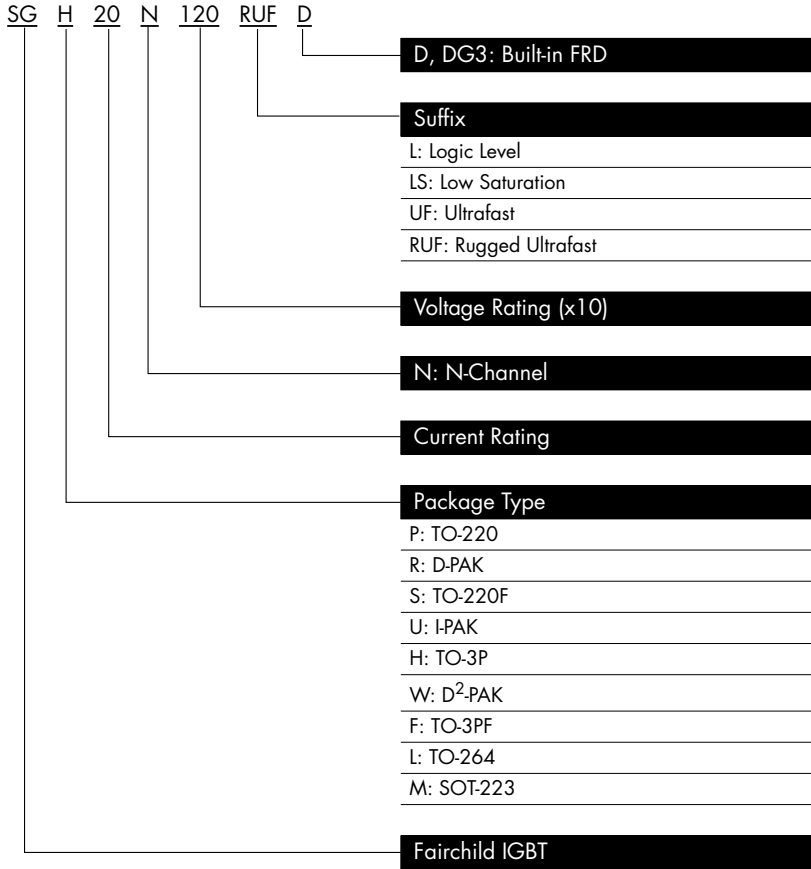 SG H 20 N 120 RUF D
D, DG3: Built-in FRD
Suffix
L: Logic Level
LS: Low Saturation
UF: Ultrafast
RUF: Rugged Ultrafast
Voltage Rating (x10)
N: N-Channel
Current Rating
Package Type
P: TO-220
R: D-PAK
S: TO-220F
U: I-PAK
H: TO-3P
W: D²-PAK
F: TO-3PF
L: TO-264
M: SOT-223
Fairchild IGBT